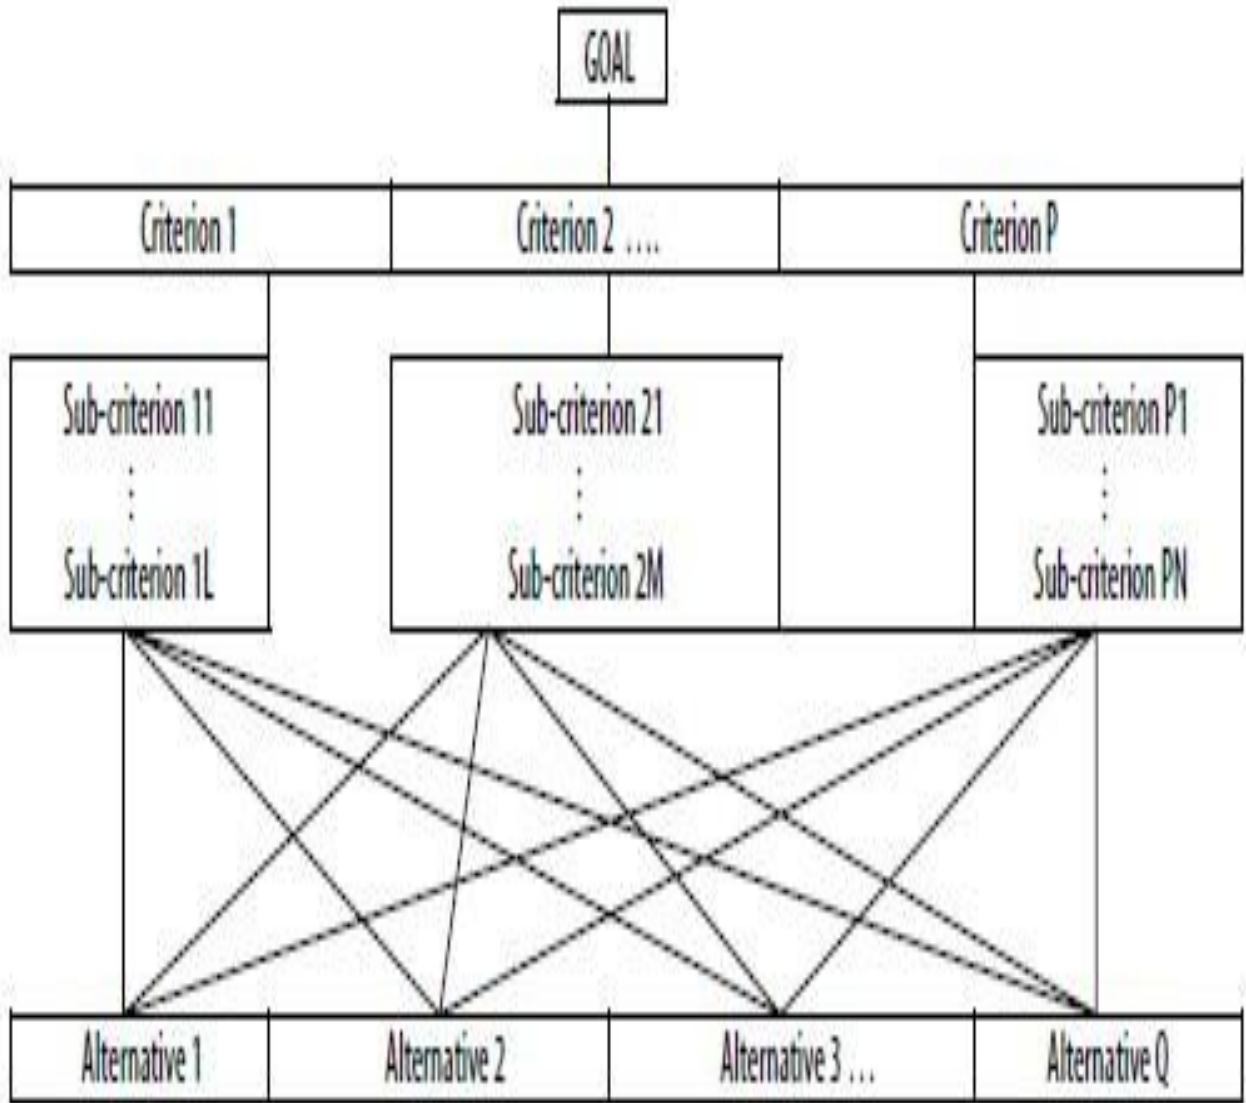 GOAL
Criterion 1
Criterion 2 ....
Criterion P
Sub-criterion 11
⋮
Sub-criterion 1L
Sub-criterion 21
⋮
Sub-criterion 2M
Sub-criterion P1
⋮
Sub-criterion PN
Alternative 1
Alternative 2
Alternative 3 ...
Alternative Q